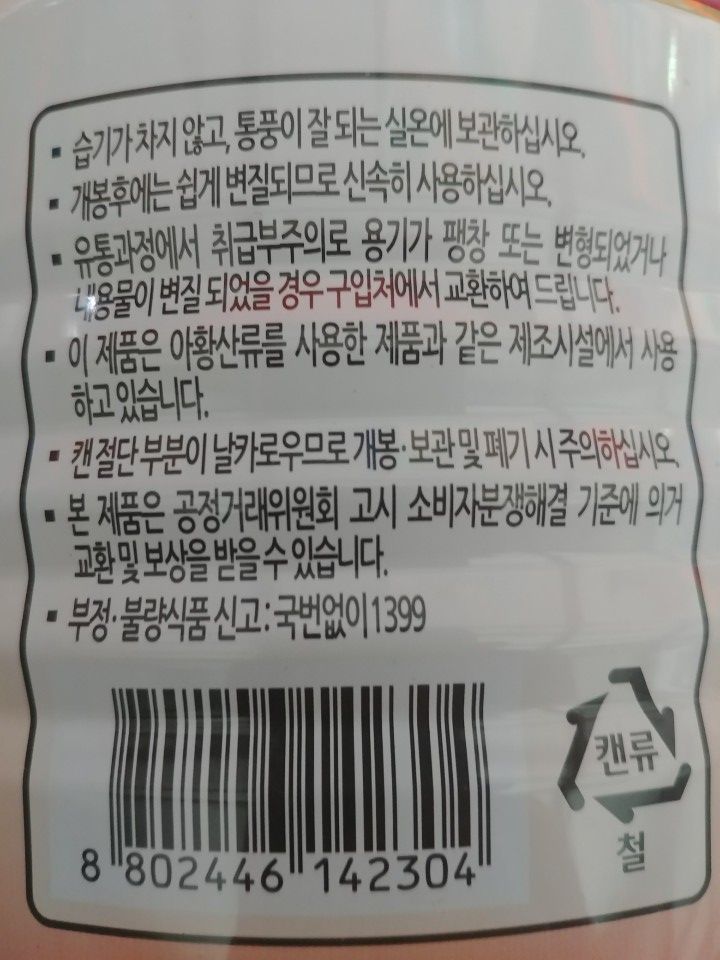 ▪ 습기가 차지 않고, 통풍이 잘 되는 실온에 보관하십시오.
▪ 개봉후에는 쉽게 변질되므로 신속히 사용하십시오.
▪ 유통과정에서 취급부주의로 용기가 팽창 또는 변형되었거나
내용물이 변질 되었을 경우 구입처에서 교환하여 드립니다.
▪ 이 제품은 아황산류를 사용한 제품과 같은 제조시설에서 사용
하고 있습니다.
▪ 캔 절단 부분이 날카로우므로 개봉·보관 및 폐기 시 주의하십시오.
▪ 본 제품은 공정거래위원회 고시 소비자분쟁해결 기준에 의거
교환 및 보상을 받을 수 있습니다.
▪ 부정·불량식품 신고 : 국번없이 1399
캔류
철
8 802446 142304